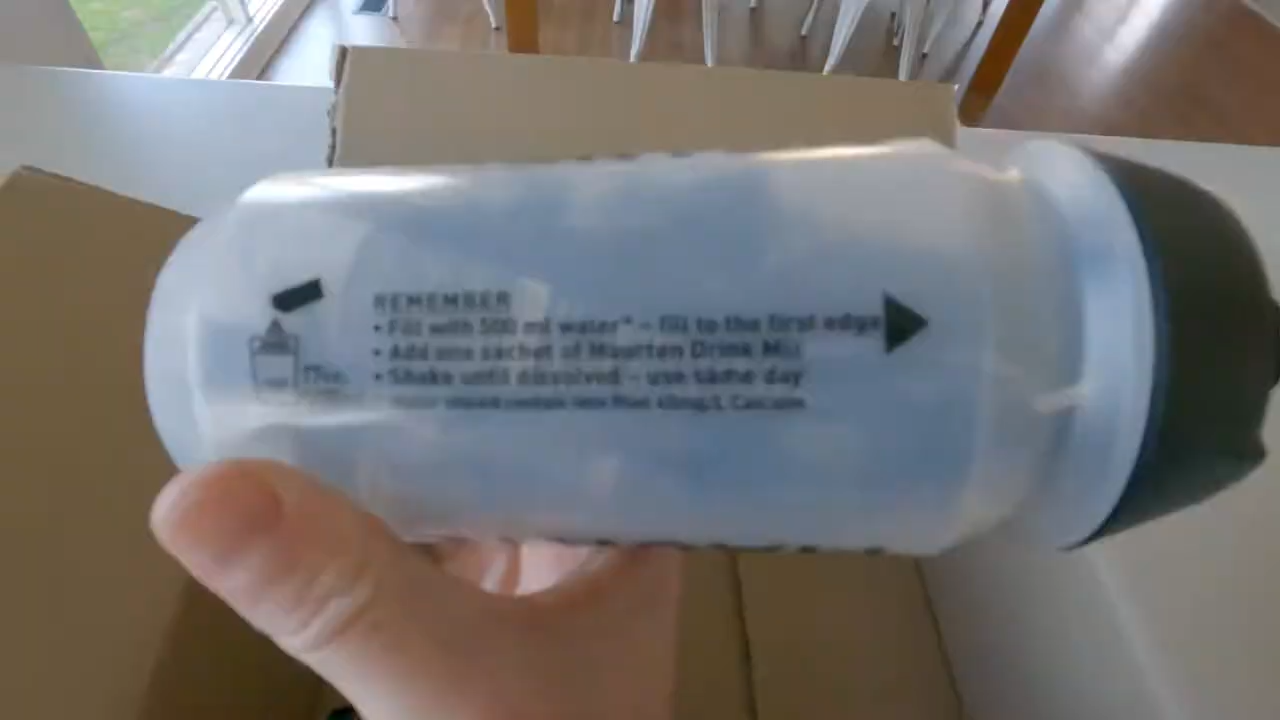 REMEMBER
• Fill with 500 ml water* – fill to the first edge
• Add one sachet of Maurten Drink Mix
• Shake until dissolved – use same day